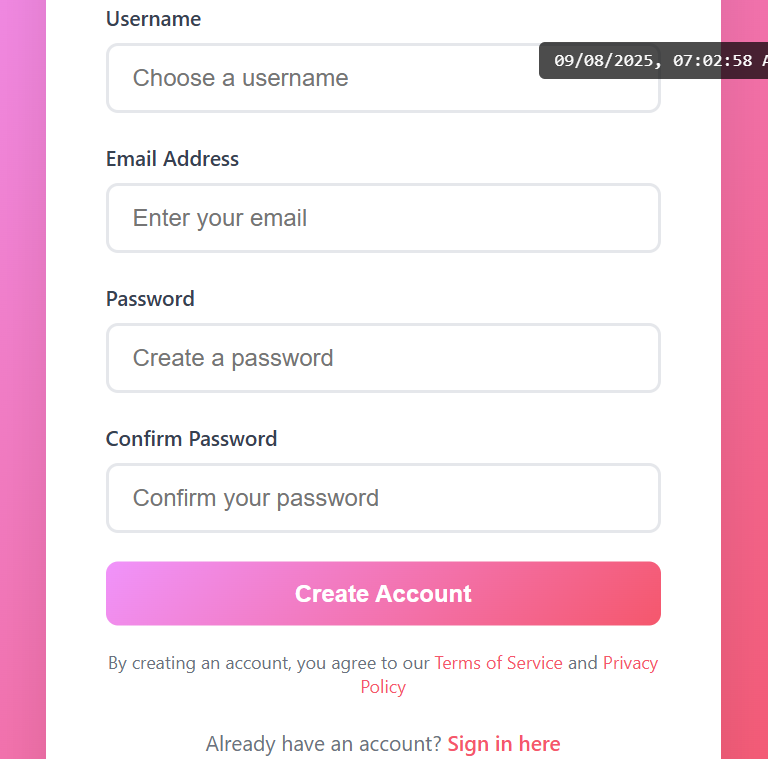 Username
09/08/2025, 07:02:58
Choose a username
Email Address
Enter your email
Password
Create a password
Confirm Password
Confirm your password
Create Account
By creating an account, you agree to our Terms of Service and Privacy
Policy
Already have an account? Sign in here